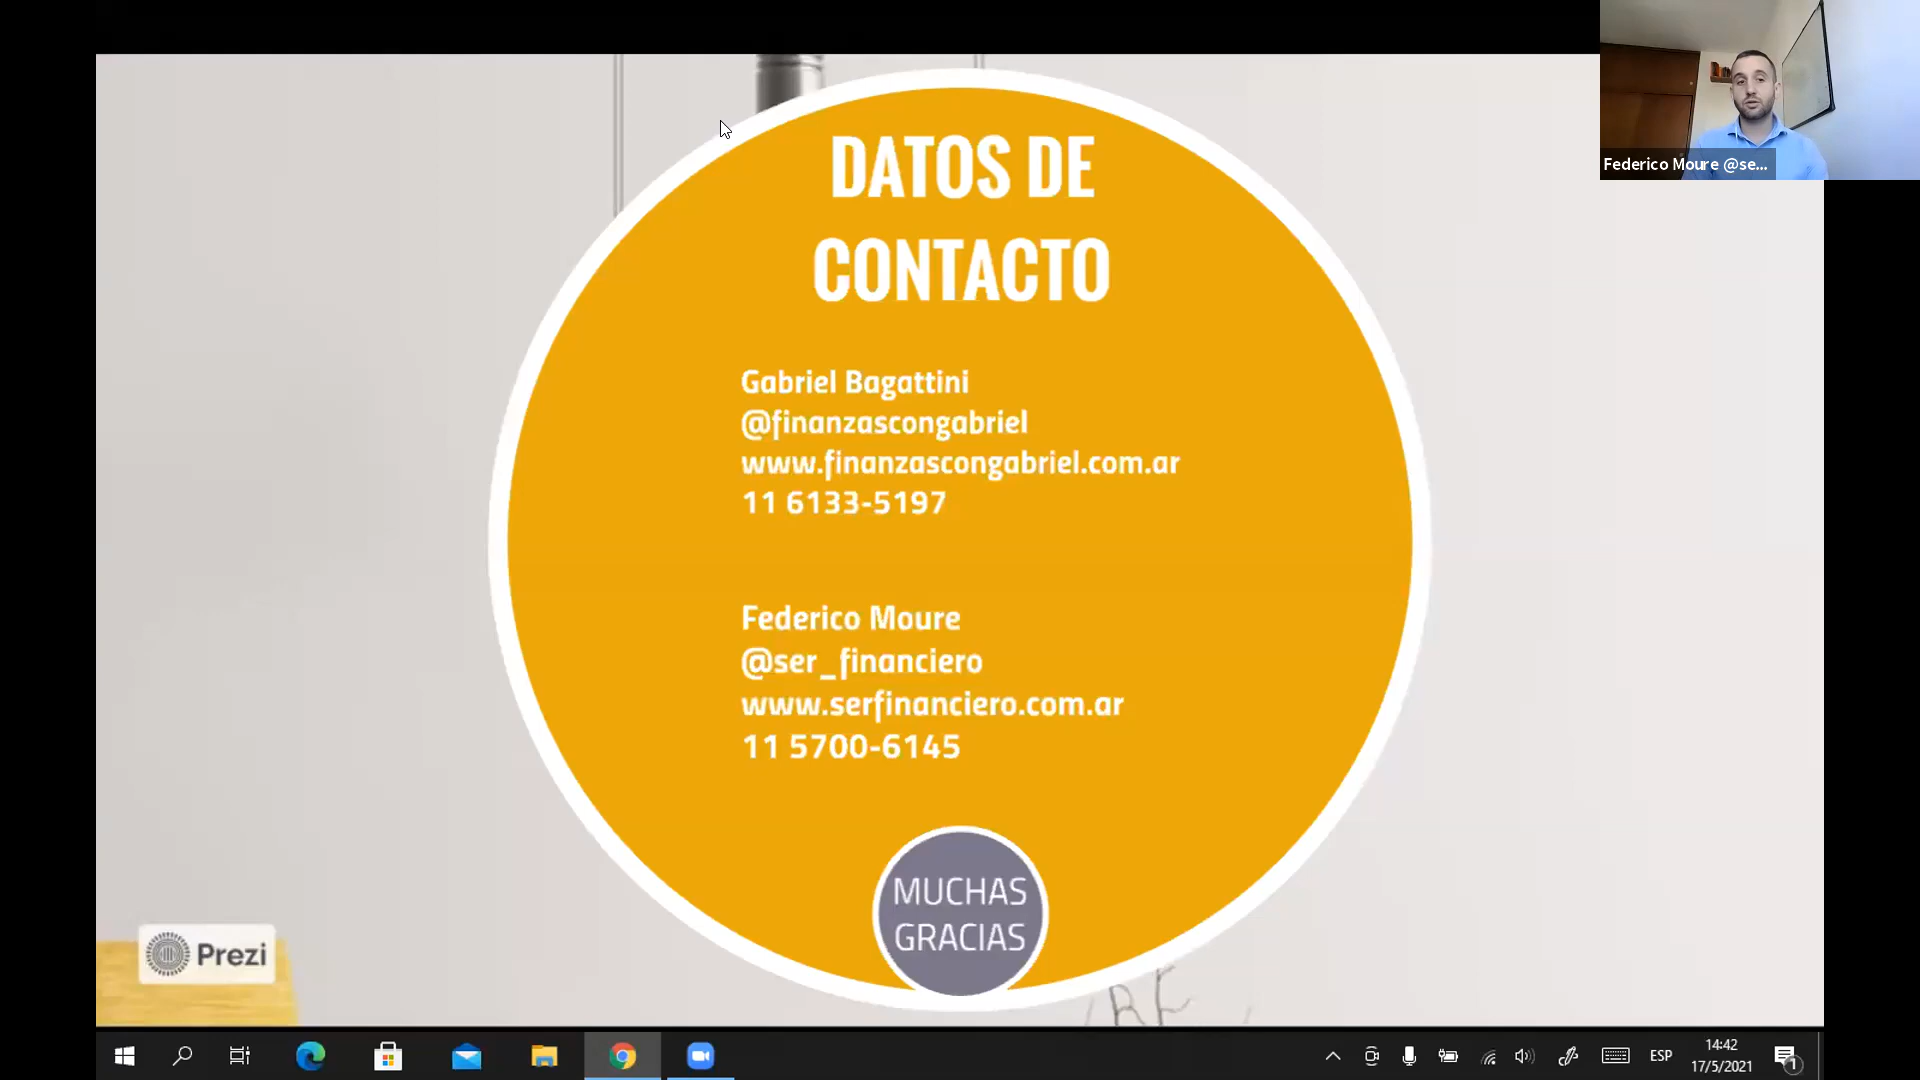 Federico Moure @se...
DATOS DE
CONTACTO
Gabriel Bagattini
@finanzascongabriel
www.finanzascongabriel.com.ar
11 6133-5197
Federico Moure
@ser_financiero
www.serfinanciero.com.ar
11 5700-6145
MUCHAS
GRACIAS
Prezi
ESP
14:42
17/5/2021
1